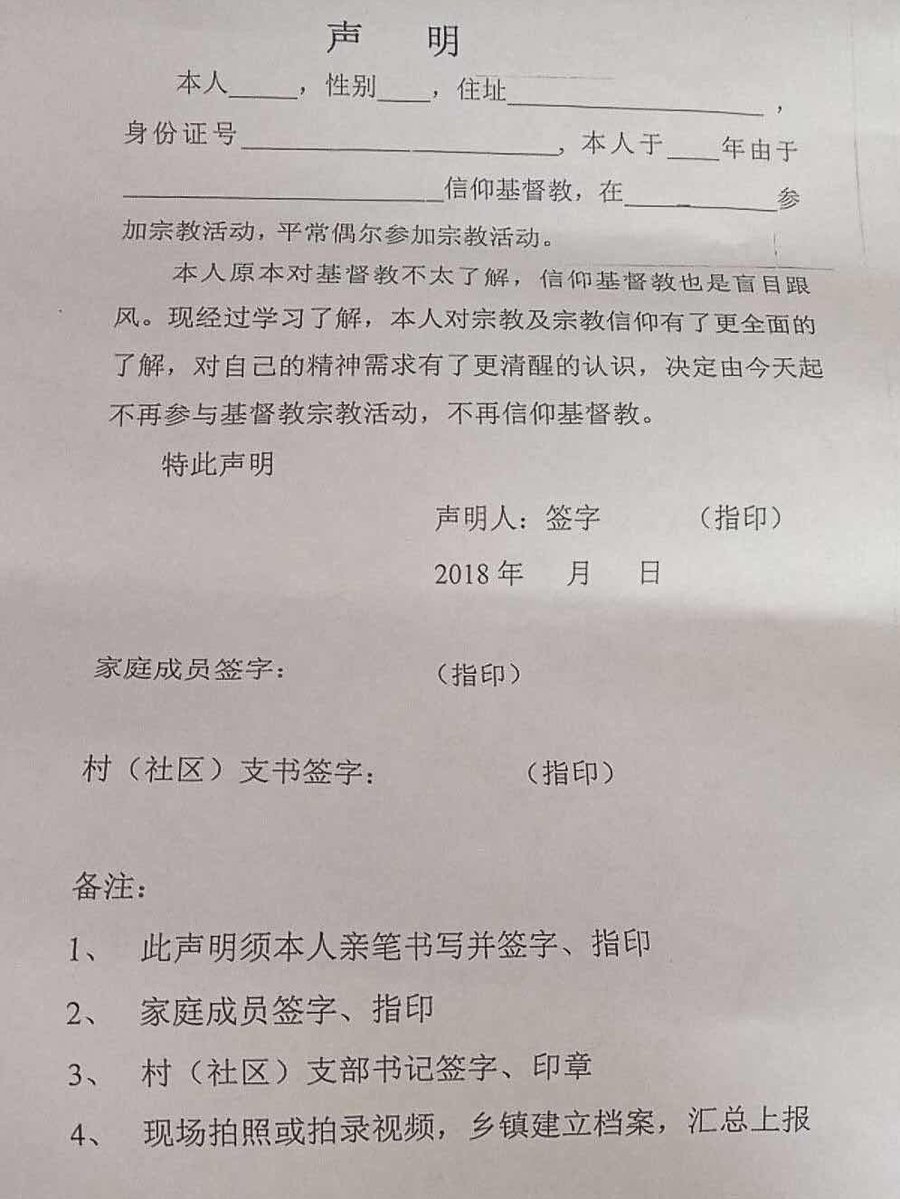 声 明
本人_____，性别____，住址____________________，
身份证号________________________，本人于____年由于
________________________信仰基督教，在____________参
加宗教活动，平常偶尔参加宗教活动。
本人原本对基督教不太了解，信仰基督教也是盲目跟
风。现经过学习了解，本人对宗教及宗教信仰有了更全面的
了解，对自己的精神需求有了更清醒的认识，决定由今天起
不再参与基督教宗教活动，不再信仰基督教。
特此声明
声明人：签字 （指印）
2018 年 月 日
家庭成员签字： （指印）
村（社区）支书签字： （指印）
备注：
1、 此声明须本人亲笔书写并签字、指印
2、 家庭成员签字、指印
3、 村（社区）支部书记签字、印章
4、 现场拍照或拍录视频，乡镇建立档案，汇总上报